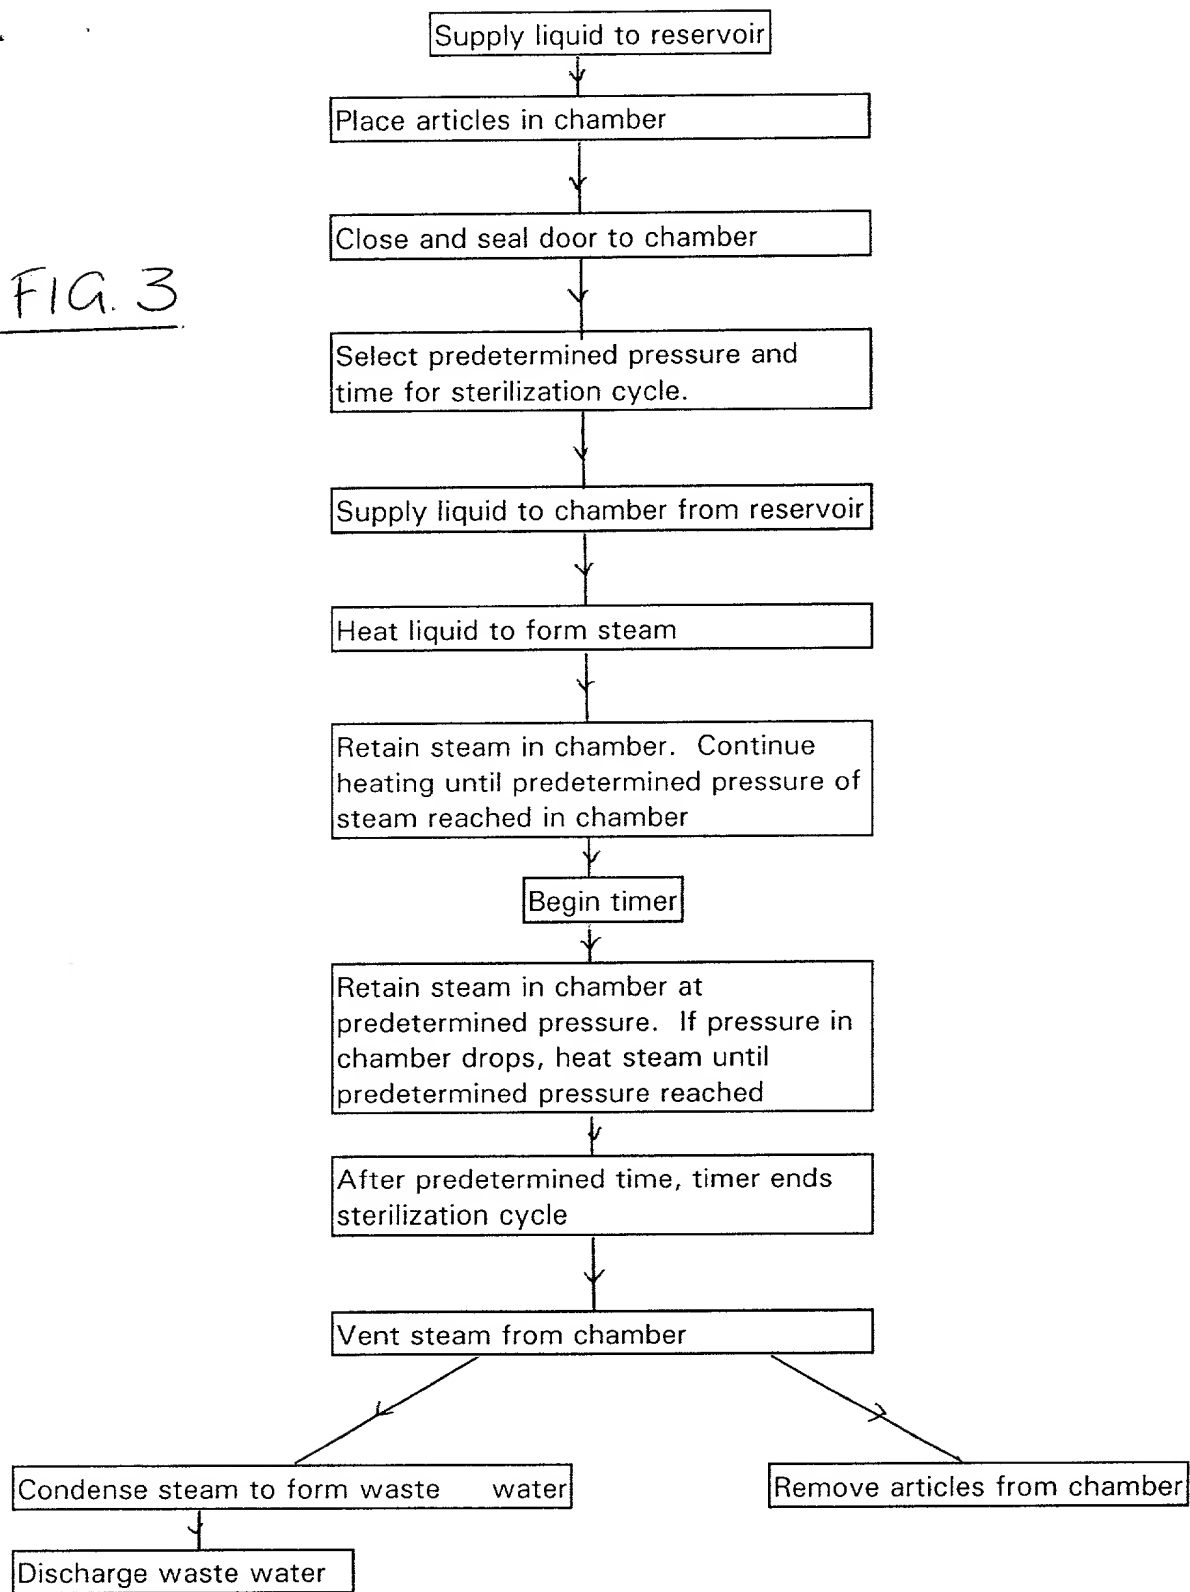 Supply liquid to reservoir
Place articles in chamber
Close and seal door to chamber
FIG. 3
Select predetermined pressure and
time for sterilization cycle.
Supply liquid to chamber from reservoir
Heat liquid to form steam
Retain steam in chamber. Continue
heating until predetermined pressure of
steam reached in chamber
Begin timer
Retain steam in chamber at
predetermined pressure. If pressure in
chamber drops, heat steam until
predetermined pressure reached
After predetermined time, timer ends
sterilization cycle
Vent steam from chamber
Condense steam to form waste water
Remove articles from chamber
Discharge waste water